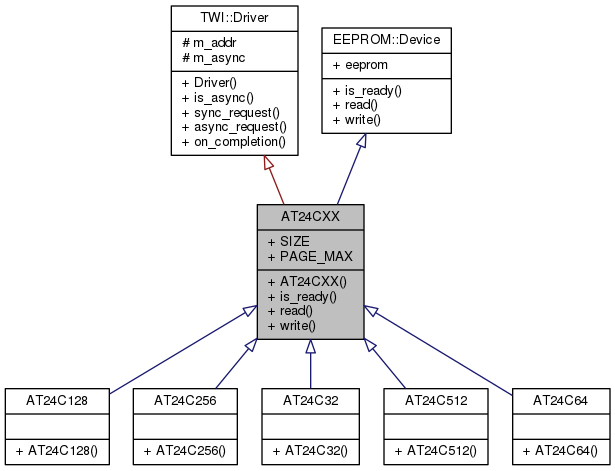 TWI::Driver
# m_addr
# m_async
+ Driver()
+ is_async()
+ sync_request()
+ async_request()
+ on_completion()
EEPROM::Device
+ eeprom
+ is_ready()
+ read()
+ write()
AT24CXX
+ SIZE
+ PAGE_MAX
+ AT24CXX()
+ is_ready()
+ read()
+ write()
AT24C128
+ AT24C128()
AT24C256
+ AT24C256()
AT24C32
+ AT24C32()
AT24C512
+ AT24C512()
AT24C64
+ AT24C64()